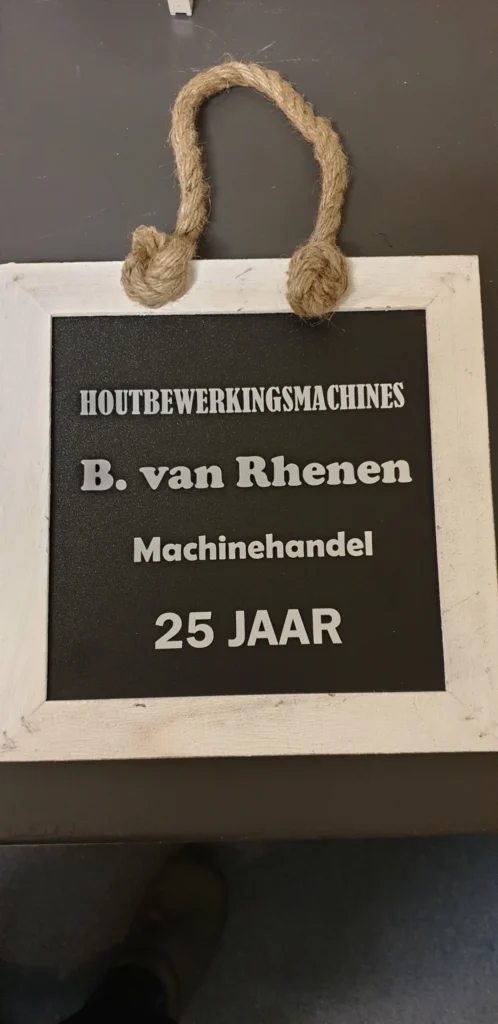 HOUTBEWERKINGSMACHINES
B. van Rhenen
Machinehandel
25 JAAR